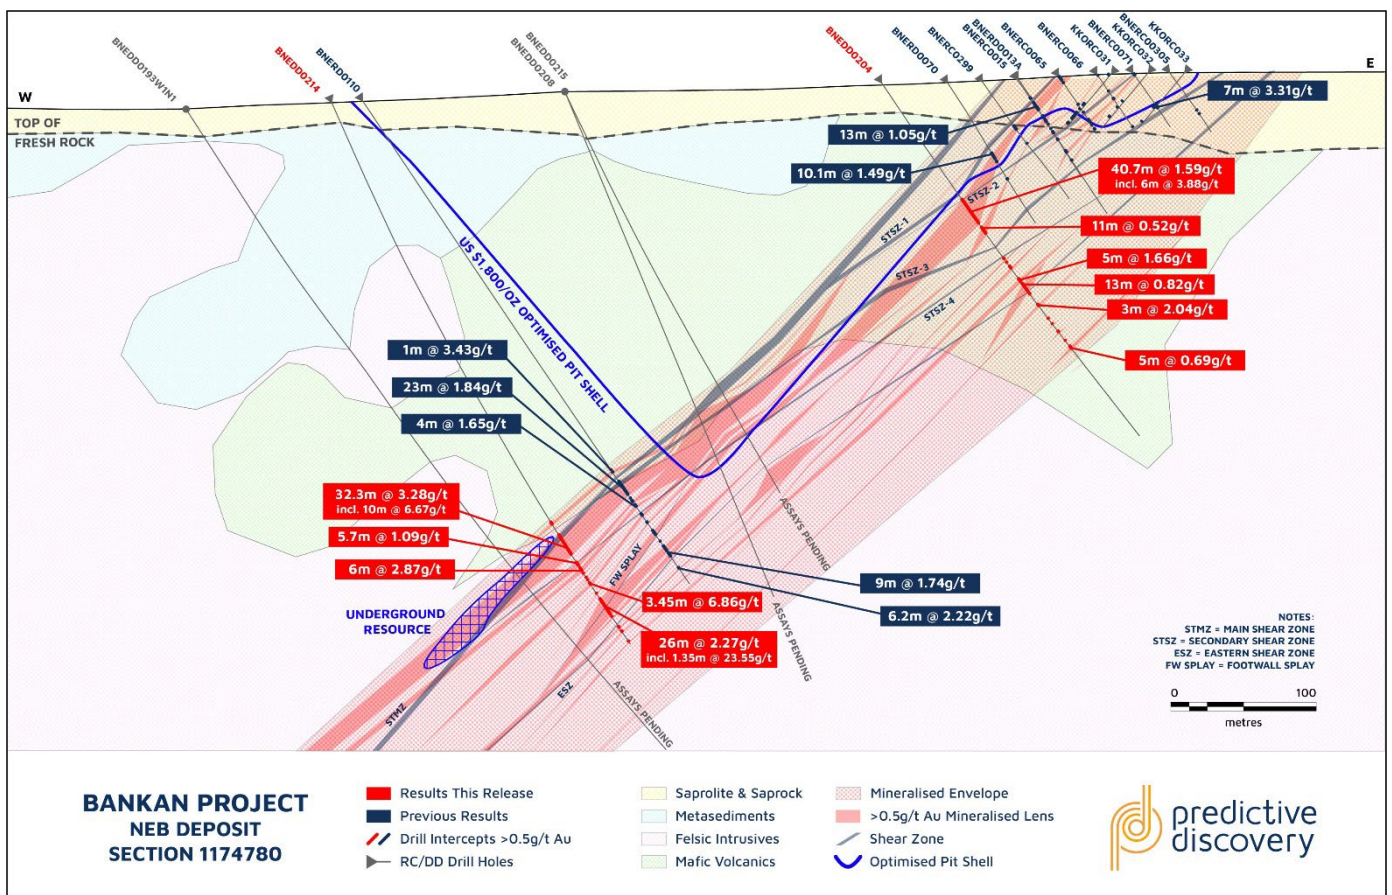 BNEDD0193W1N1
BNEDD0214
BNERD0110
BNEDD0215
BNEDD0208
BNEDD0204
BNERD0070
BNERC0299
BNERC0015
BNERD0013A
BNERC0065
BNERC0066
KKORC031
BNERC0071
KKORC032
BNERC00305
KKORC033
W
E
TOP OF
FRESH ROCK
7m @ 3.31g/t
13m @ 1.05g/t
10.1m @ 1.49g/t
40.7m @ 1.59g/t
incl. 6m @ 3.88g/t
11m @ 0.52g/t
5m @ 1.66g/t
13m @ 0.82g/t
3m @ 2.04g/t
5m @ 0.69g/t
STSZ-1
STSZ-2
STSZ-3
STSZ-4
US $1,800/OZ OPTIMISED PIT SHELL
1m @ 3.43g/t
23m @ 1.84g/t
4m @ 1.65g/t
32.3m @ 3.28g/t
incl. 10m @ 6.67g/t
5.7m @ 1.09g/t
6m @ 2.87g/t
UNDERGROUND
RESOURCE
FW SPLAY
3.45m @ 6.86g/t
26m @ 2.27g/t
incl. 1.35m @ 23.55g/t
9m @ 1.74g/t
6.2m @ 2.22g/t
ASSAYS PENDING
ASSAYS PENDING
ASSAYS PENDING
STMZ
ESZ
NOTES:
STMZ = MAIN SHEAR ZONE
STSZ = SECONDARY SHEAR ZONE
ESZ = EASTERN SHEAR ZONE
FW SPLAY = FOOTWALL SPLAY
0 100
metres
BANKAN PROJECT
NEB DEPOSIT
SECTION 1174780
Results This Release
Previous Results
Drill Intercepts >0.5g/t Au
RC/DD Drill Holes
Saprolite & Saprock
Metasediments
Felsic Intrusives
Mafic Volcanics
Mineralised Envelope
>0.5g/t Au Mineralised Lens
Shear Zone
Optimised Pit Shell
predictive
discovery